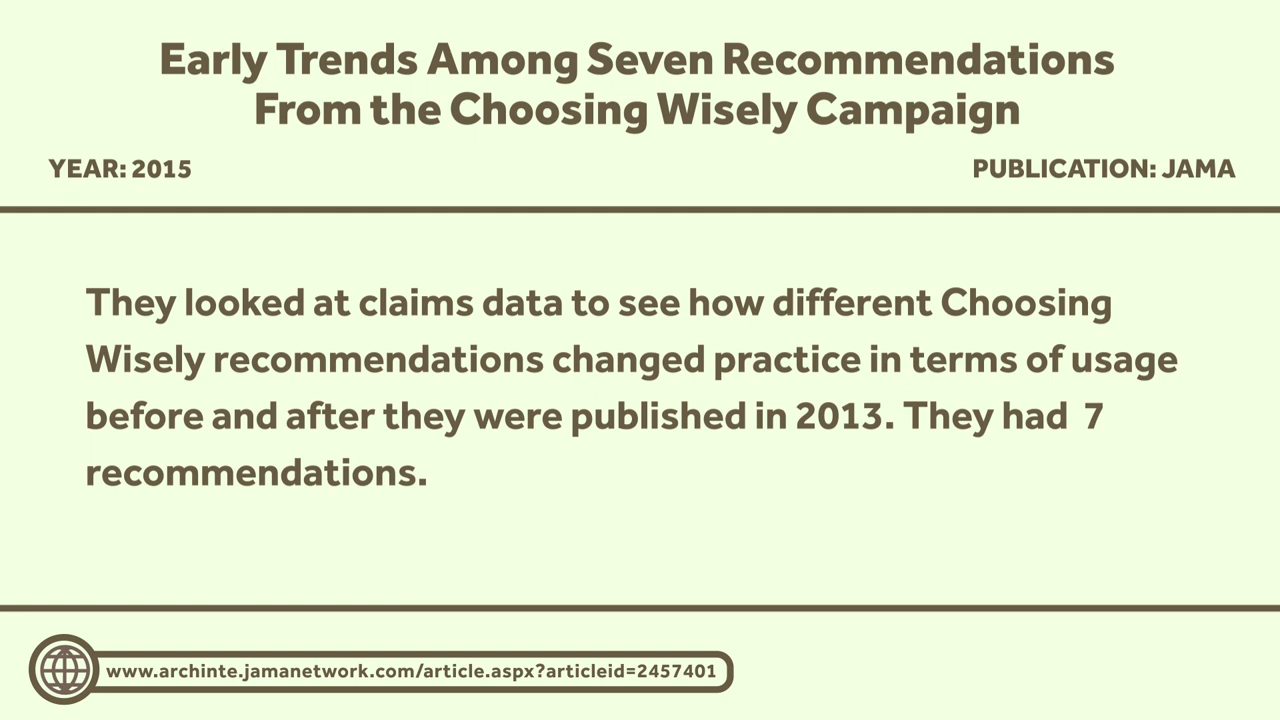 Early Trends Among Seven Recommendations
From the Choosing Wisely Campaign
YEAR: 2015
PUBLICATION: JAMA
They looked at claims data to see how different Choosing
Wisely recommendations changed practice in terms of usage
before and after they were published in 2013. They had  7
recommendations.
www.archinte.jamanetwork.com/article.aspx?articleid=2457401